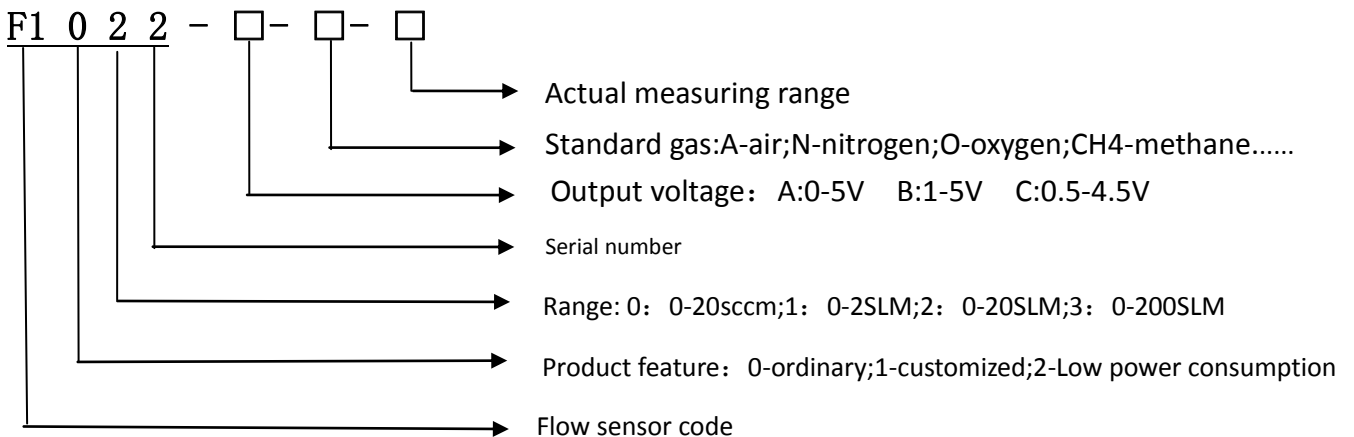 F1 0 2 2 - □- □- □
Actual measuring range
Standard gas:A-air;N-nitrogen;O-oxygen;CH4-methane......
Output voltage：A:0-5V B:1-5V C:0.5-4.5V
Serial number
Range: 0：0-20sccm;1：0-2SLM;2：0-20SLM;3：0-200SLM
Product feature：0-ordinary;1-customized;2-Low power consumption
Flow sensor code